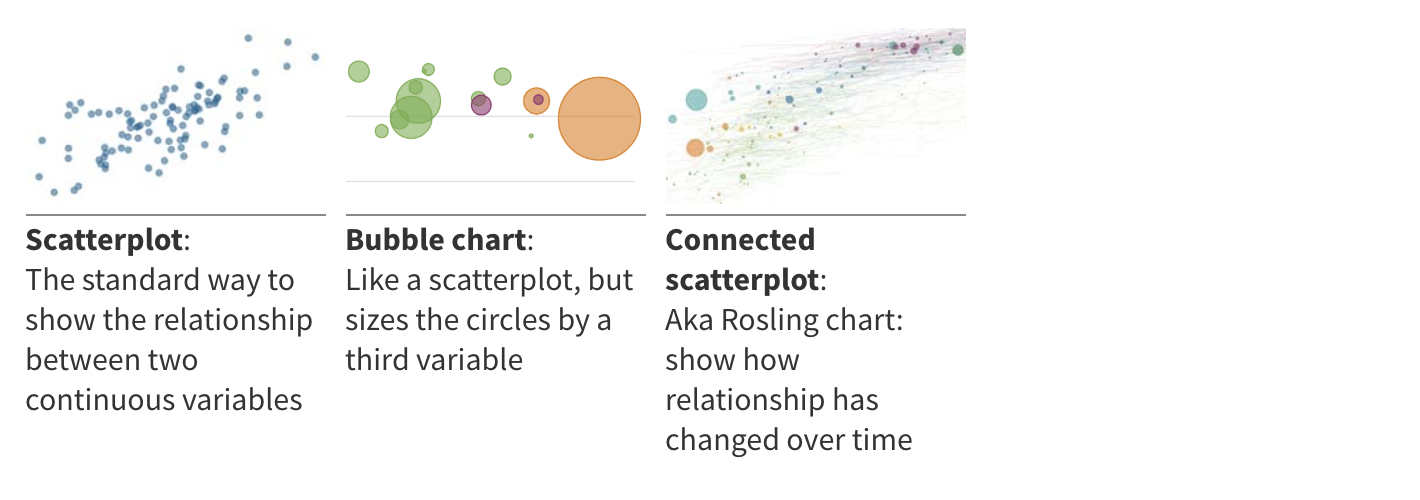 Scatterplot:
The standard way to
show the relationship
between two
continuous variables
Bubble chart:
Like a scatterplot, but
sizes the circles by a
third variable
Connected
scatterplot:
Aka Rosling chart:
show how
relationship has
changed over time